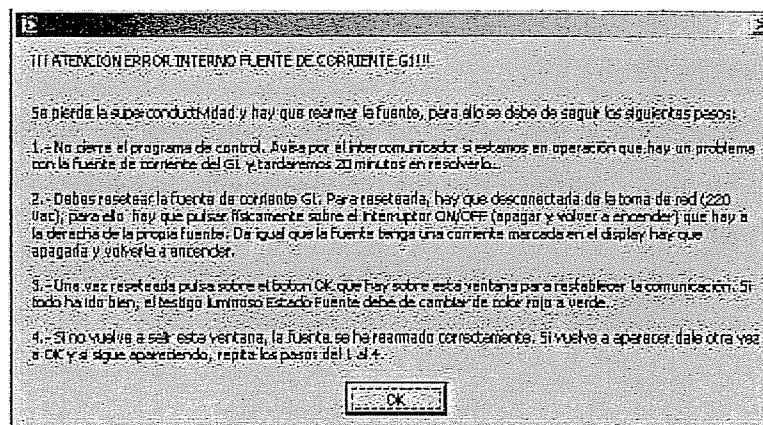 ¡¡¡ATENCION ERROR INTERNO FUENTE DE CORRIENTE G1!!!
Se pierde la superconductividad y hay que rearmar la fuente, para ello se debe de seguir los siguientes pasos:
1.- No cierre el programa de control. Avisa por el intercomunicador si estamos en operación que hay un problema
con la fuente de corriente del G1 y tardaremos 20 minutos en resolverlo.
2.- Debes resetear la fuente de corriente G1. Para resetearla, hay que desconectarla de la toma de red (220
Vac), para ello hay que pulsar físicamente sobre el interruptor ON/OFF (apagar y volver a encender) que hay a
la derecha de la propia fuente. Da igual que la fuente tenga una corriente marcada en el display hay que
apagarla y volverla a encender.
3.- Una vez reseteada pulsa sobre el boton OK que hay sobre esta ventana para restablecer la comunicación. Si
todo ha ido bien, el testigo luminoso Estado Fuente debe de cambiar de color rojo a verde.
4.- Si no vuelve a salir esta ventana, la fuente se ha rearmado correctamente. Si vuelve a aparecer dale otra vez
a OK y si sigue apareciendo, repita los pasos del 1 al 4.
OK